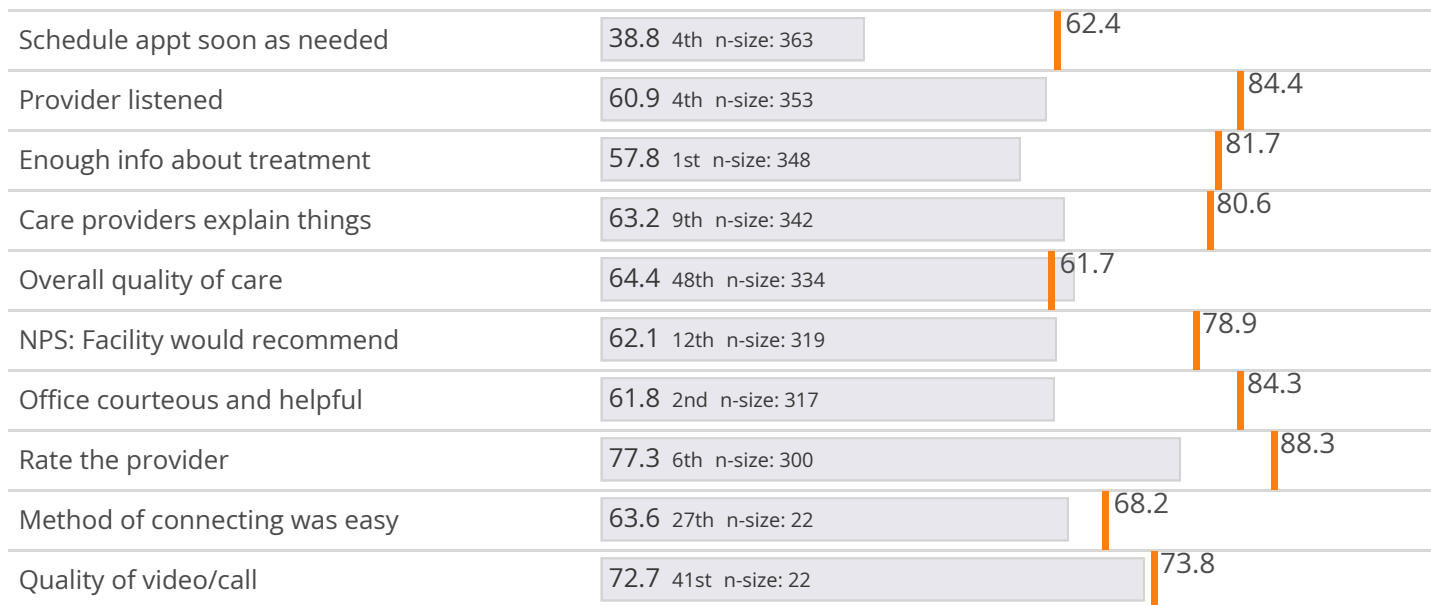 Schedule appt soon as needed 38.8 4th n-size: 363 62.4
Provider listened 60.9 4th n-size: 353 84.4
Enough info about treatment 57.8 1st n-size: 348 81.7
Care providers explain things 63.2 9th n-size: 342 80.6
Overall quality of care 64.4 48th n-size: 334 61.7
NPS: Facility would recommend 62.1 12th n-size: 319 78.9
Office courteous and helpful 61.8 2nd n-size: 317 84.3
Rate the provider 77.3 6th n-size: 300 88.3
Method of connecting was easy 63.6 27th n-size: 22 68.2
Quality of video/call 72.7 41st n-size: 22 73.8